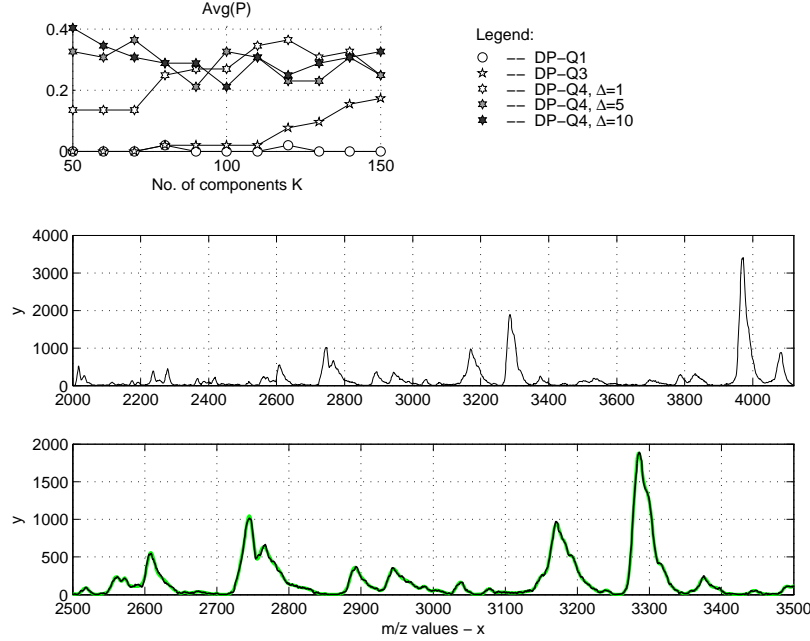 Avg(P)
0.4
0.2
0
50
100
150
No. of components K
Legend:
−− DP−Q1
−− DP−Q3
−− DP−Q4, Δ=1
−− DP−Q4, Δ=5
−− DP−Q4, Δ=10
4000
3000
2000
1000
0
y
2000 2200 2400 2600 2800 3000 3200 3400 3600 3800 4000
2000
1500
1000
500
0
y
2500 2600 2700 2800 2900 3000 3100 3200 3300 3400 3500
m/z values − x